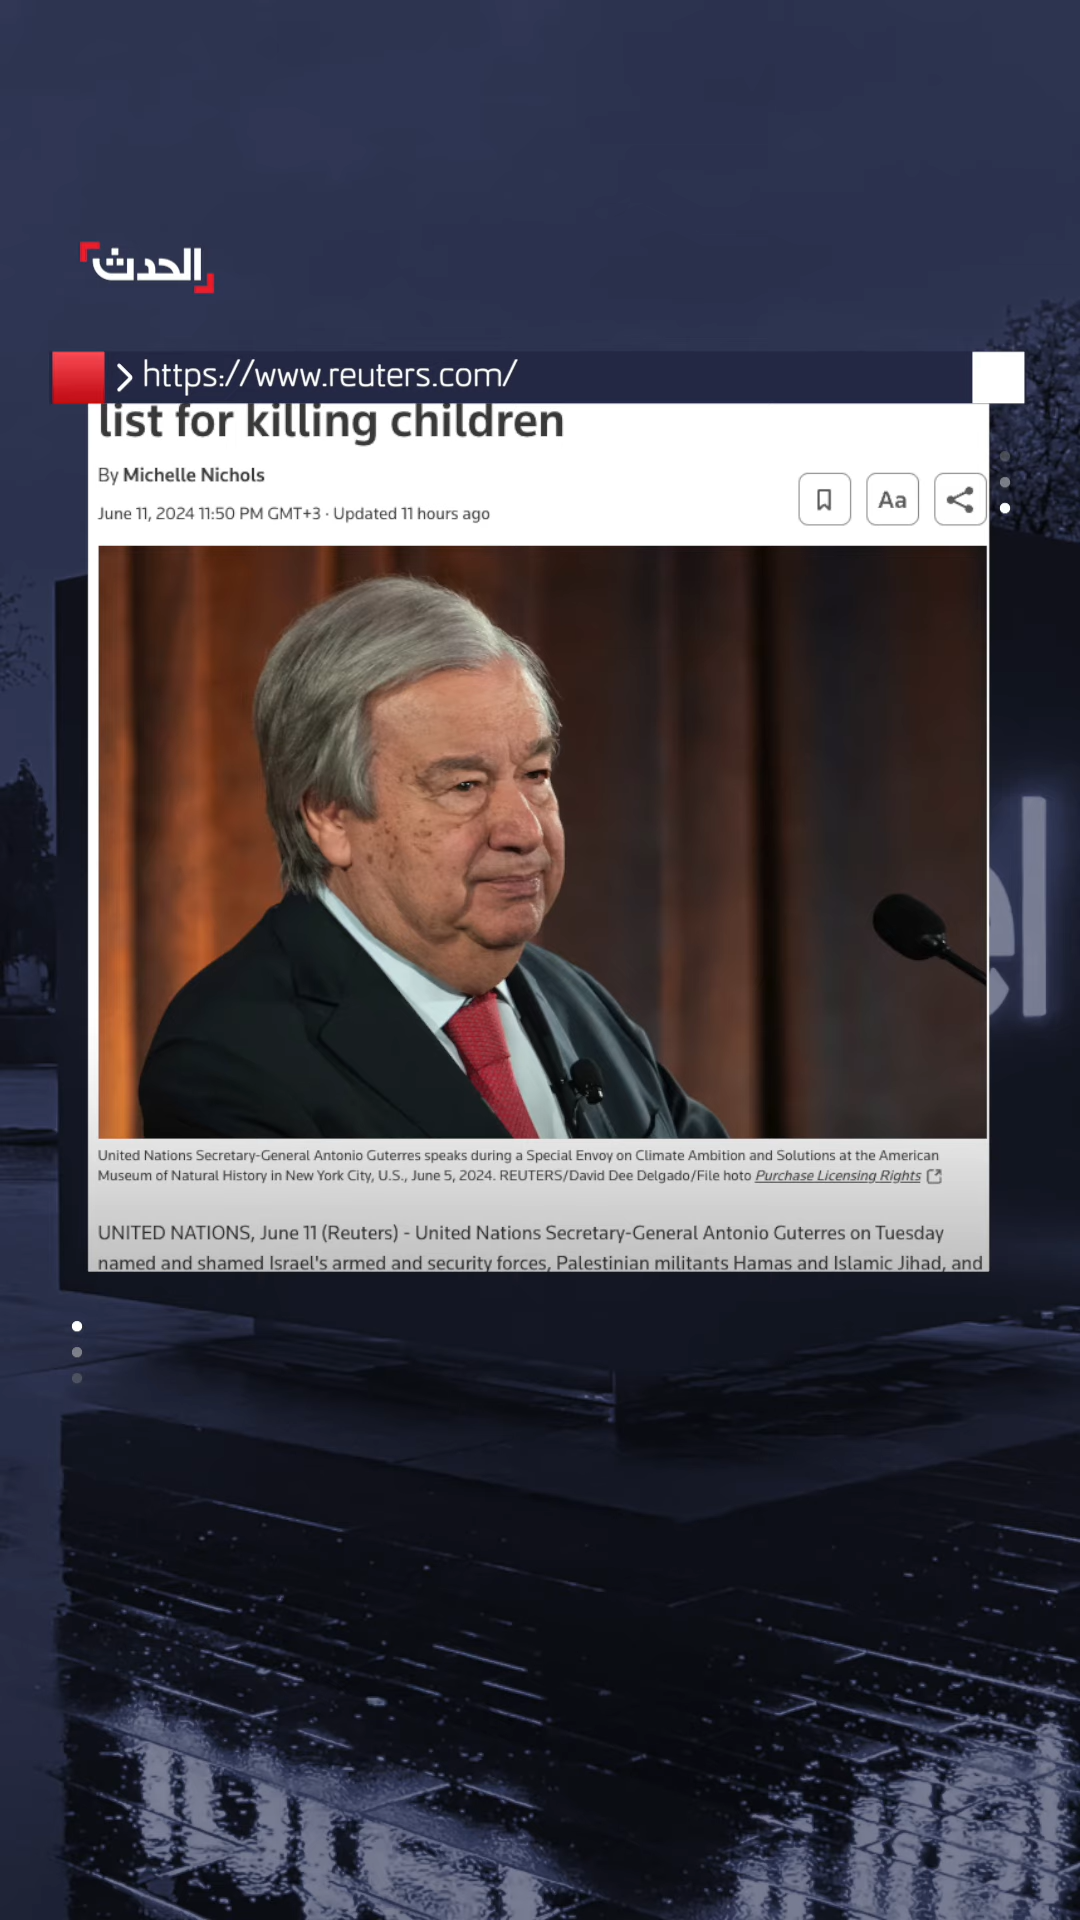 الحدث
https://www.reuters.com/
list for killing children
By Michelle Nichols
June 11, 2024 11:50 PM GMT+3 · Updated 11 hours ago
Aa
el
United Nations Secretary-General Antonio Guterres speaks during a Special Envoy on Climate Ambition and Solutions at the American
Museum of Natural History in New York City, U.S., June 5, 2024. REUTERS/David Dee Delgado/File hoto Purchase Licensing Rights
UNITED NATIONS, June 11 (Reuters) - United Nations Secretary-General Antonio Guterres on Tuesday
named and shamed Israel's armed and security forces, Palestinian militants Hamas and Islamic Jihad, and